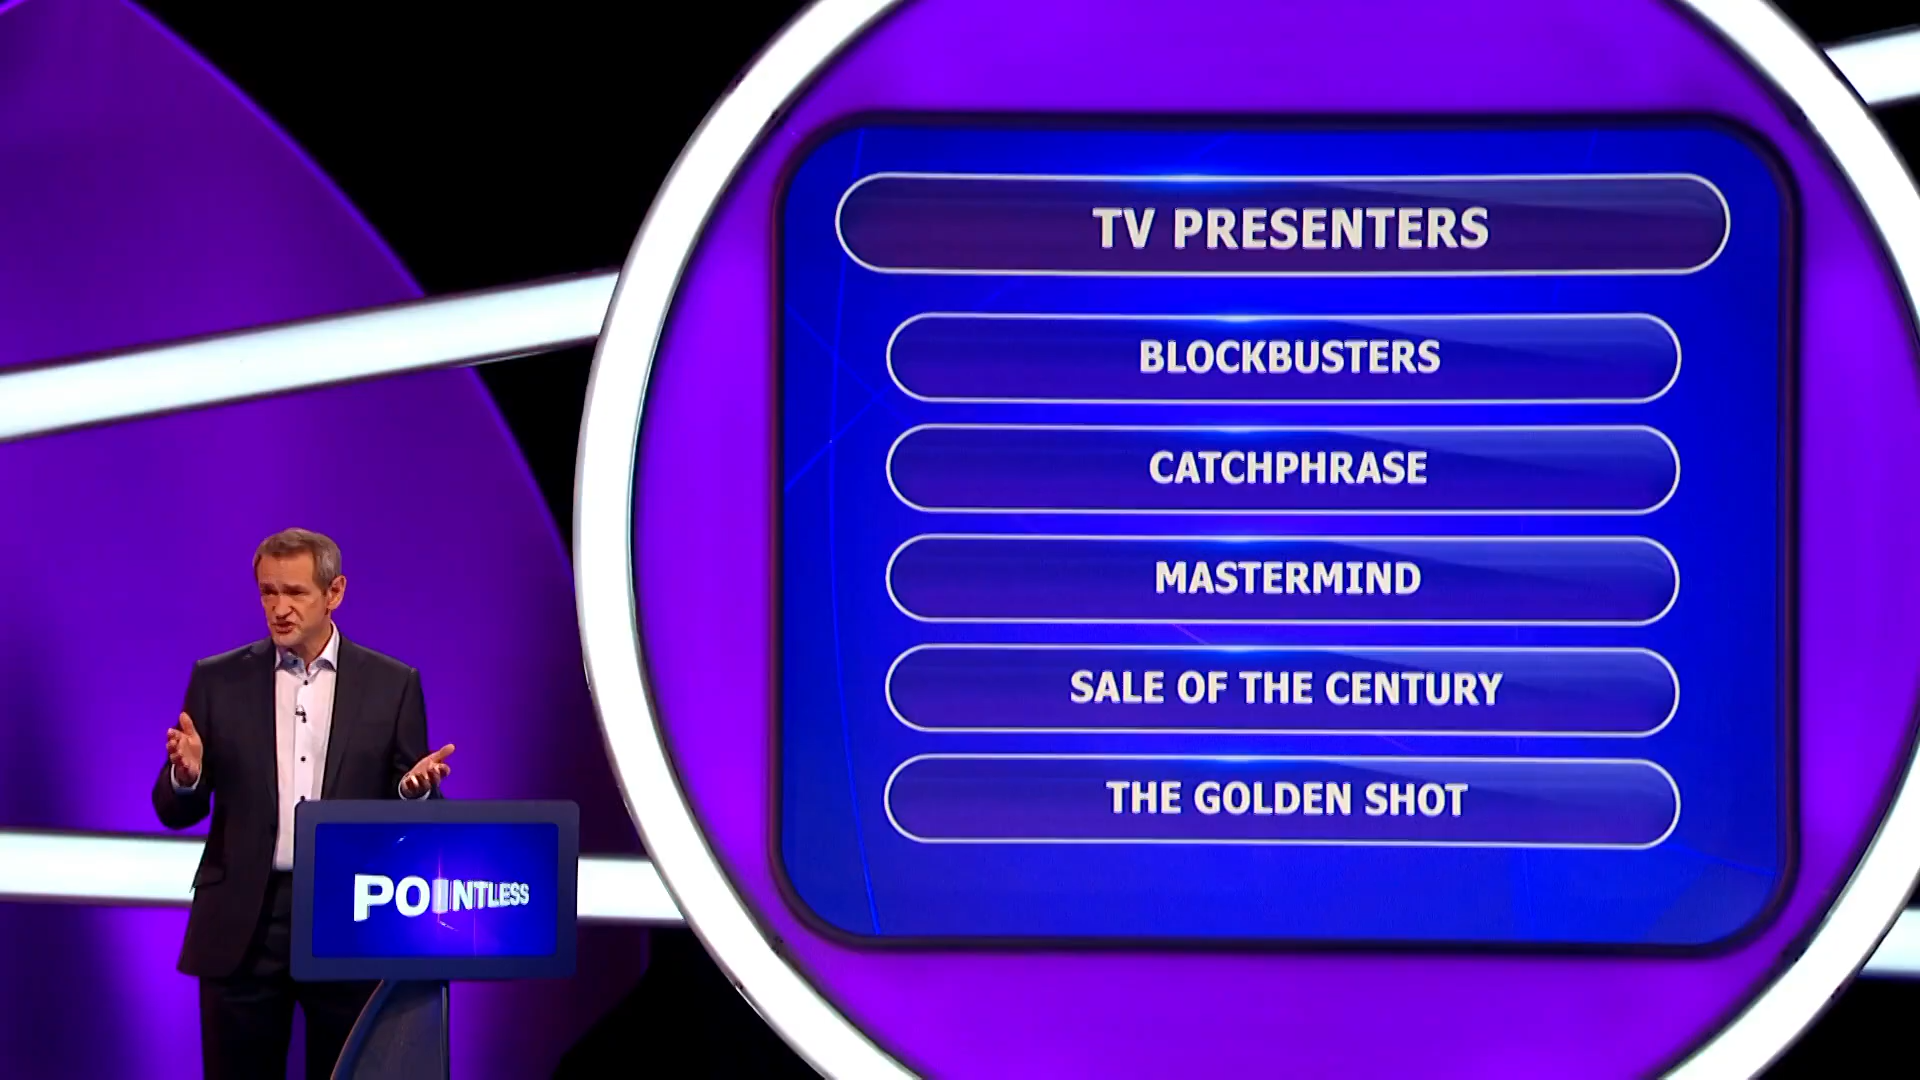 TV PRESENTERS
BLOCKBUSTERS
CATCHPHRASE
MASTERMIND
SALE OF THE CENTURY
THE GOLDEN SHOT
POINTLESS